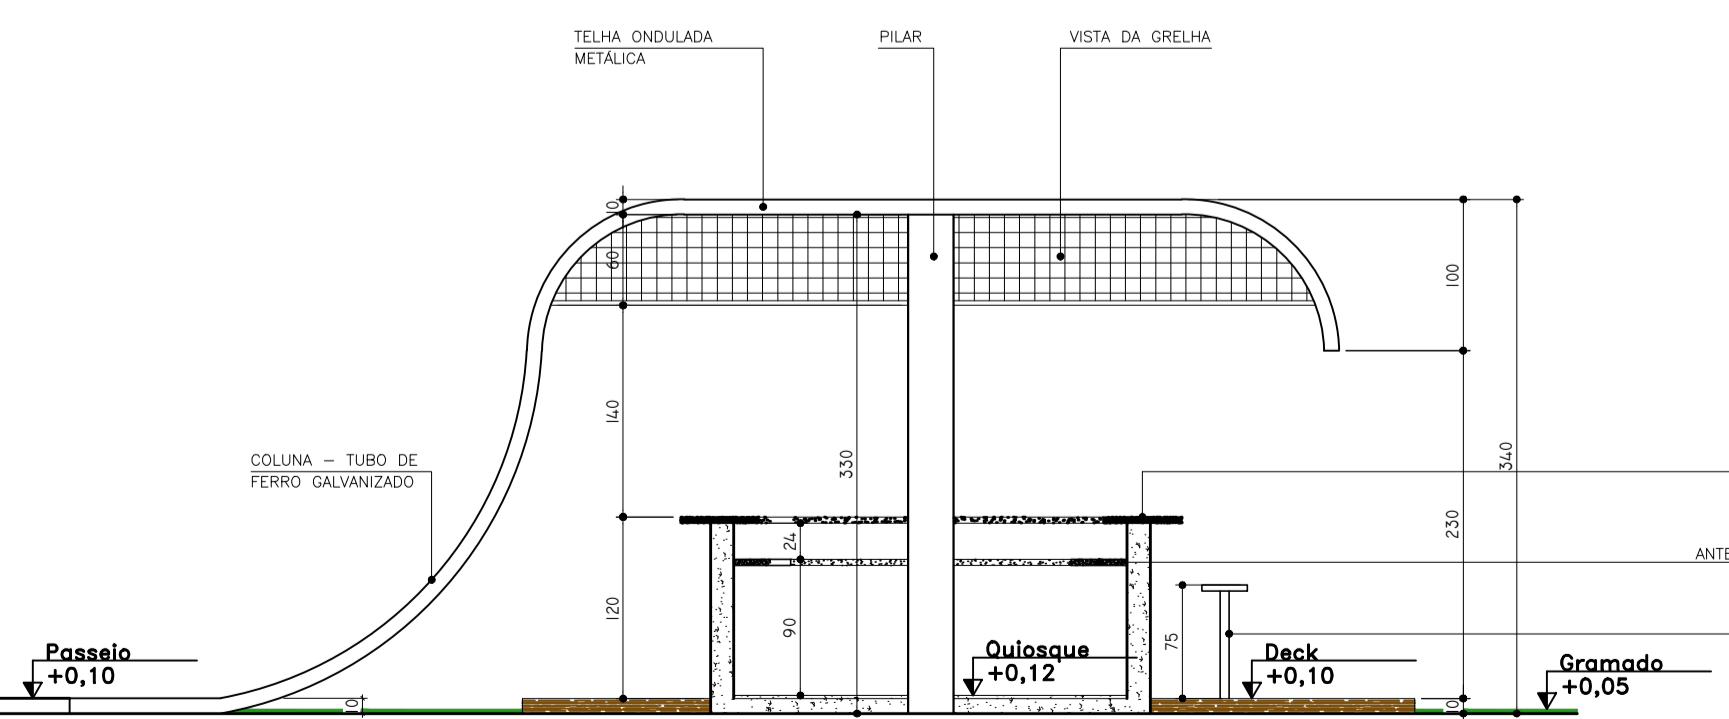 TELHA ONDULADA
METÁLICA
PILAR
VISTA DA GRELHA
10
60
100
140
330
340
COLUNA – TUBO DE
FERRO GALVANIZADO
230
24
ANTE
120
90
75
Passeio
+0,10
Quiosque
+0,12
Deck
+0,10
Gramado
+0,05
10
10